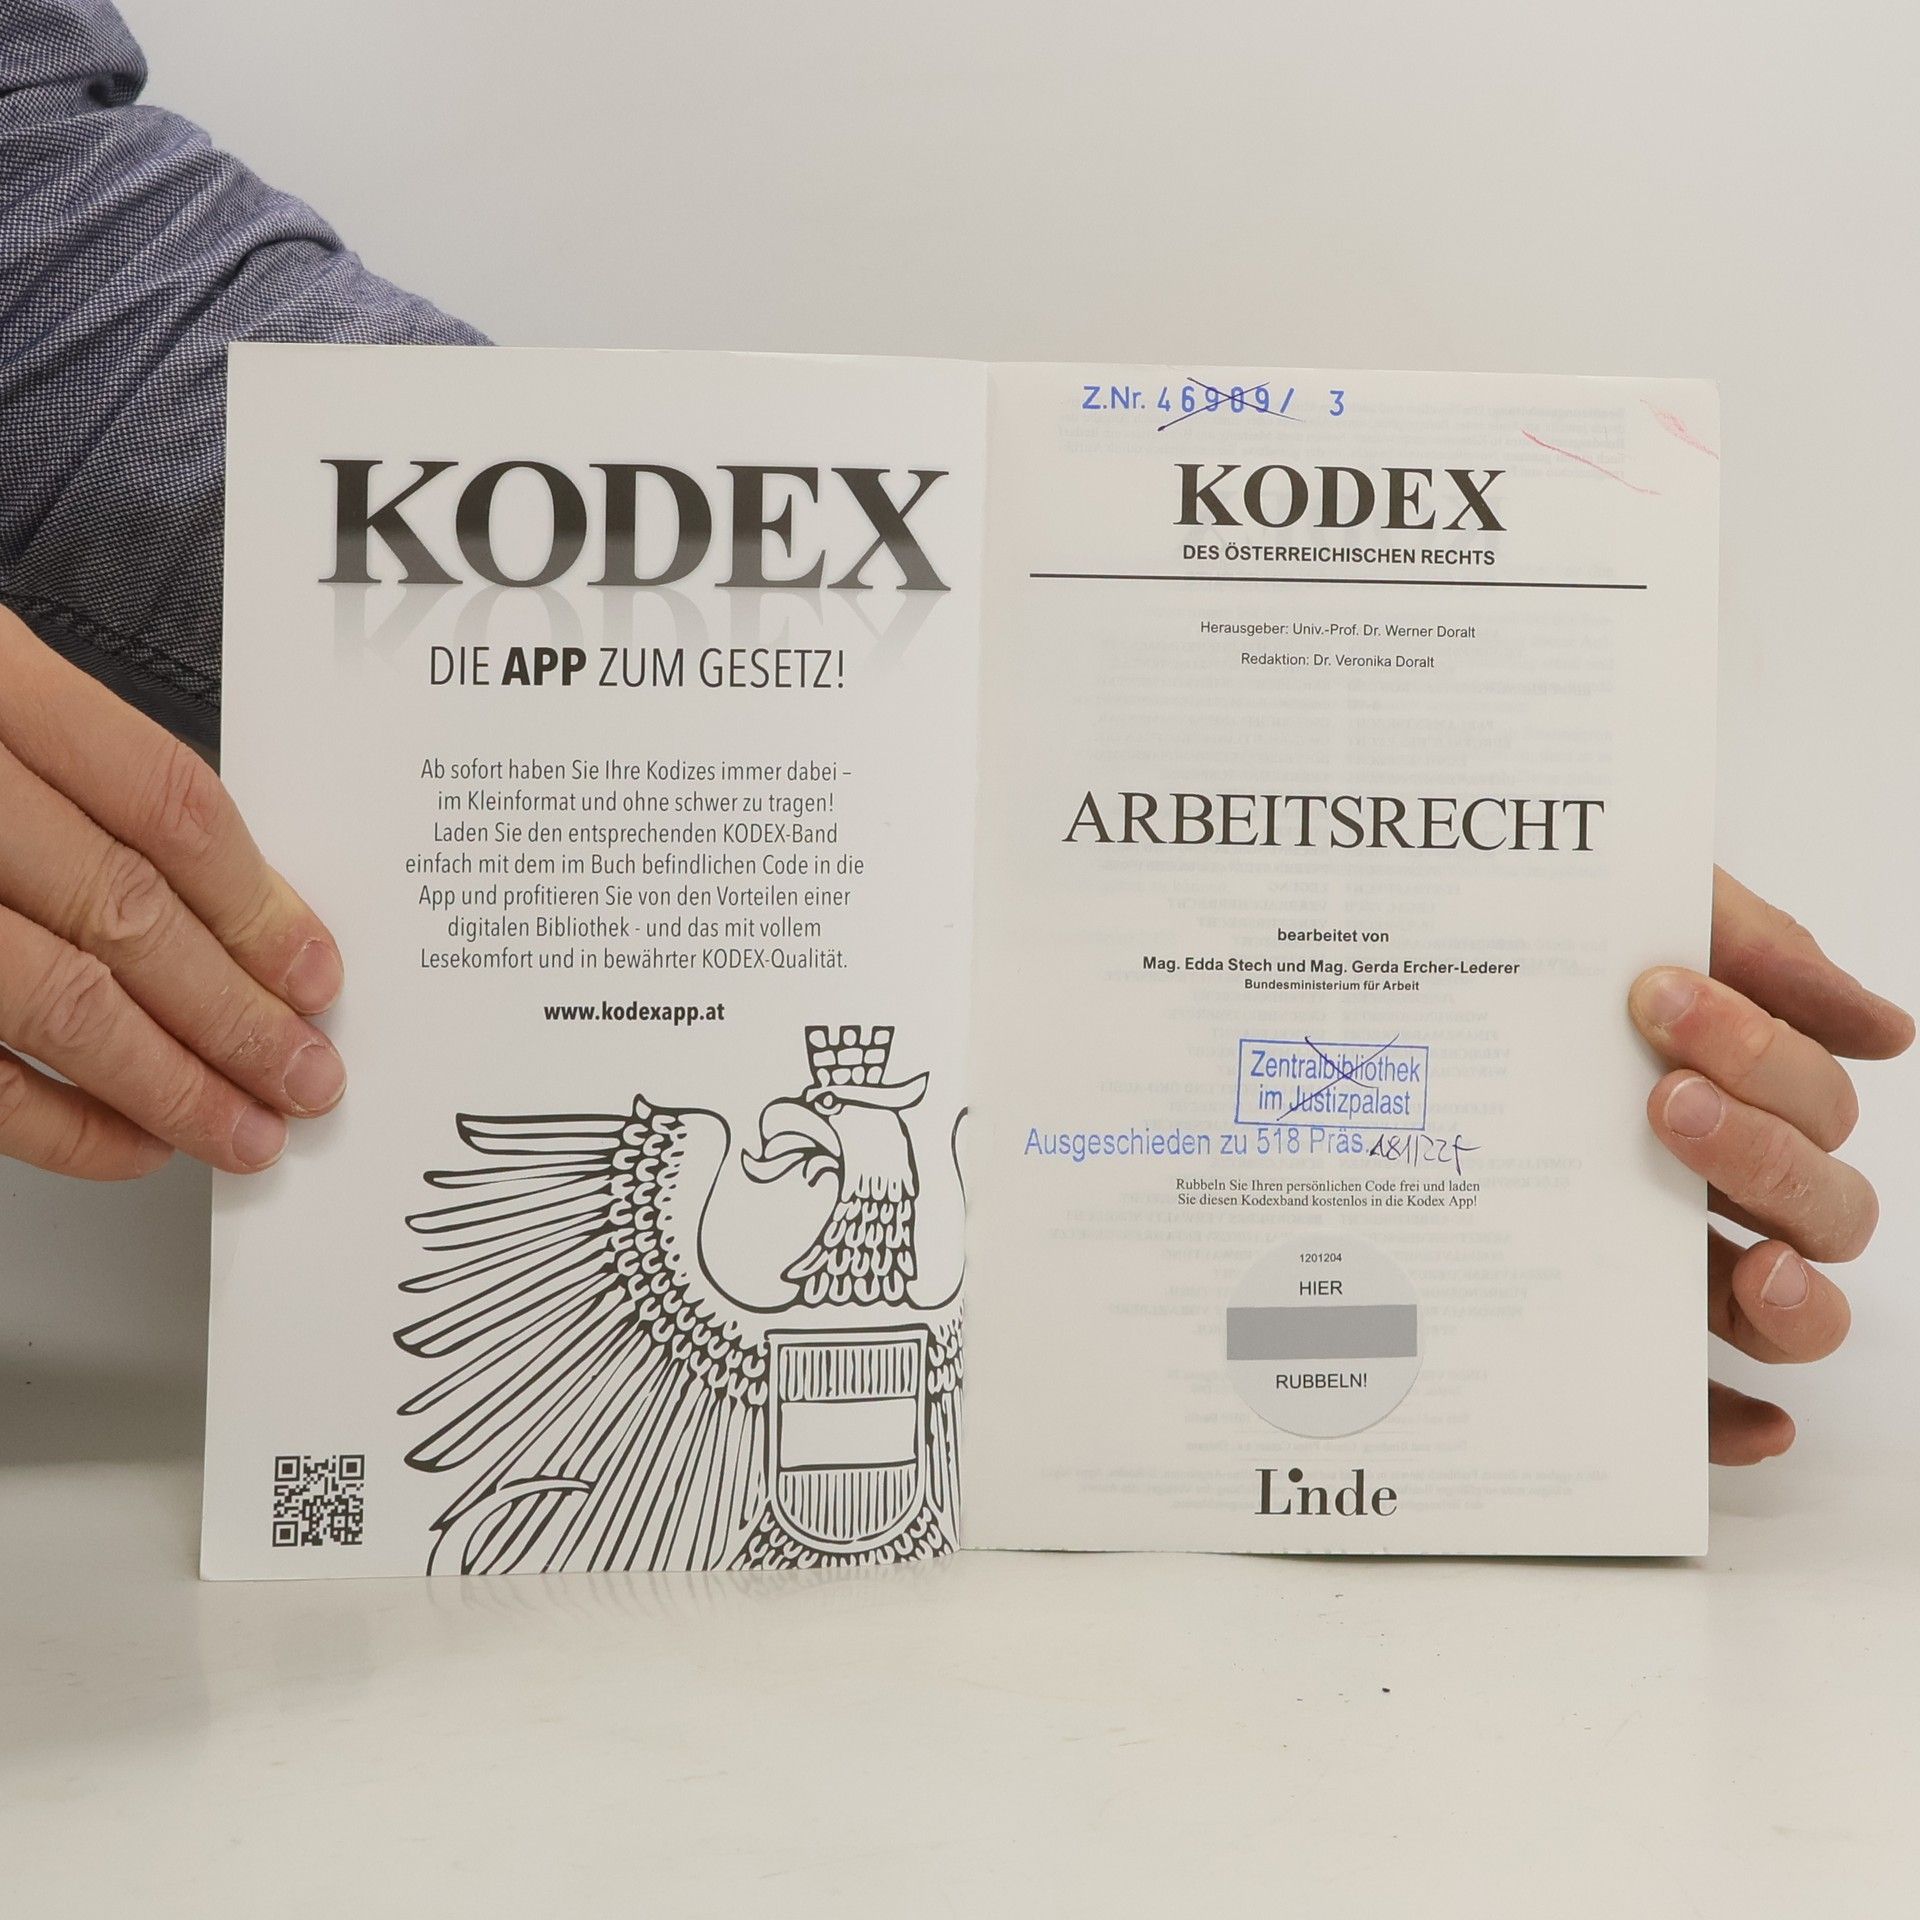 KODEX
DIE APP ZUM GESETZ!
Ab sofort haben Sie Ihre Kodizes immer dabei –
im Kleinformat und ohne schwer zu tragen!
Laden Sie den entsprechenden KODEX-Band
einfach mit dem im Buch befindlichen Code in die
App und profitieren Sie von den Vorteilen einer
digitalen Bibliothek - und das mit vollem
Lesekomfort und in bewährter KODEX-Qualität.
www.kodexapp.at
Z.Nr. 46909/ 3
KODEX
DES ÖSTERREICHISCHEN RECHTS
Herausgeber: Univ.-Prof. Dr. Werner Doralt
Redaktion: Dr. Veronika Doralt
ARBEITSRECHT
bearbeitet von
Mag. Edda Stech und Mag. Gerda Ercher-Lederer
Bundesministerium für Arbeit
Zentralbibliothek
im Justizpalast
Ausgeschieden zu 518 Präs.
Rubbeln Sie Ihren persönlichen Code frei und laden
Sie diesen Kodexband kostenlos in die Kodex App!
1201204
HIER
RUBBELN!
Linde